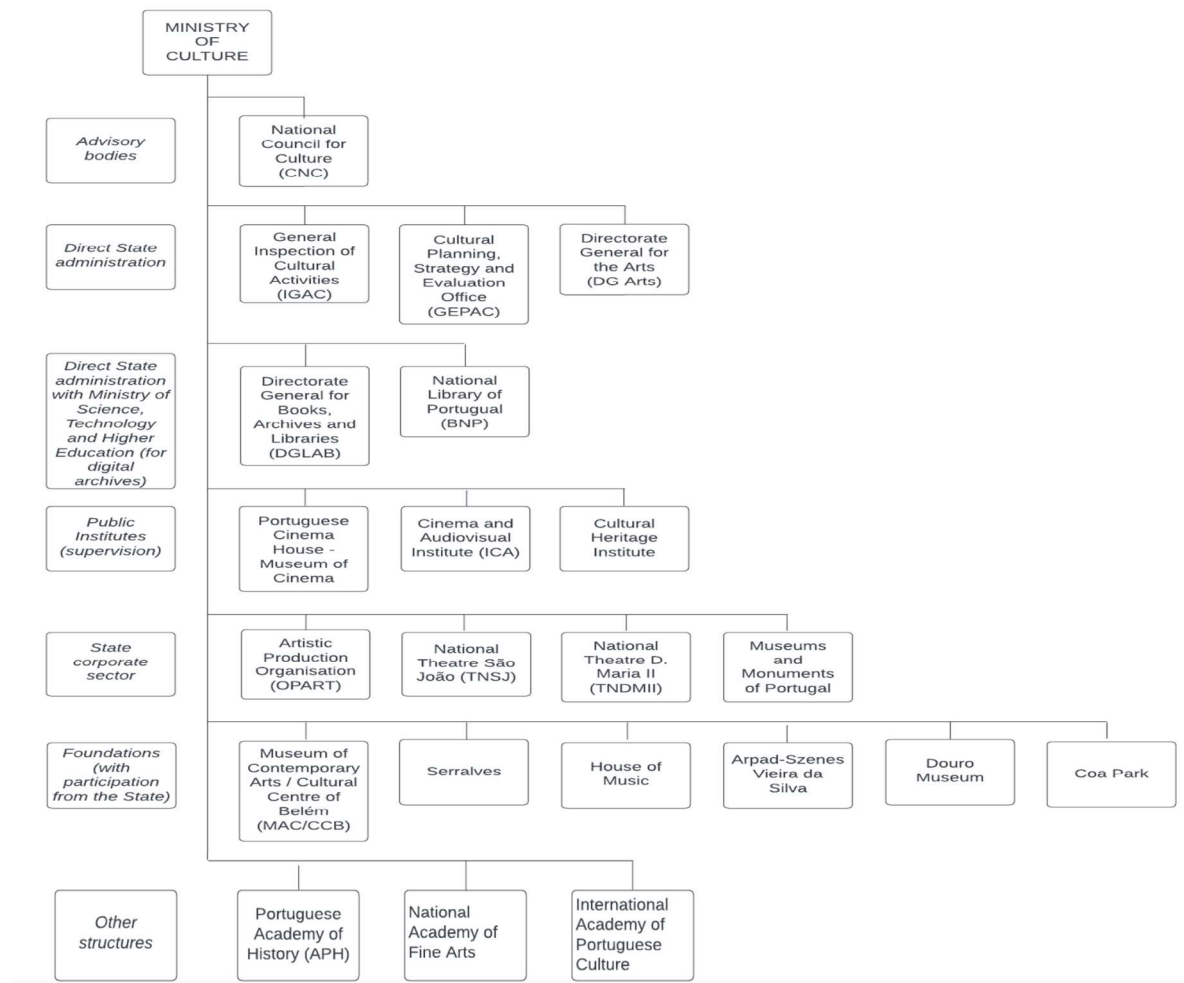 MINISTRY
OF
CULTURE
Advisory
bodies
National
Council for
Culture
(CNC)
Direct State
administration
General
Inspection of
Cultural
Activities
(IGAC)
Cultural
Planning,
Strategy and
Evaluation
Office
(GEPAC)
Directorate
General for
the Arts
(DG Arts)
Direct State
administration
with Ministry of
Science,
Technology
and Higher
Education (for
digital
archives)
Directorate
General for
Books,
Archives and
Libraries
(DGLAB)
National
Library of
Portugual
(BNP)
Public
Institutes
(supervision)
Portuguese
Cinema
House -
Museum of
Cinema
Cinema and
Audiovisual
Institute (ICA)
Cultural
Heritage
Institute
State
corporate
sector
Artistic
Production
Organisation
(OPART)
National
Theatre São
João (TNSJ)
National
Theatre D.
Maria II
(TNDMII)
Museums
and
Monuments
of Portugal
Foundations
(with
participation
from the State)
Museum of
Contemporary
Arts / Cultural
Centre of
Belém
(MAC/CCB)
Serralves
House of
Music
Arpad-Szenes
Vieira da
Silva
Douro
Museum
Coa Park
Other
structures
Portuguese
Academy of
History (APH)
National
Academy of
Fine Arts
International
Academy of
Portuguese
Culture